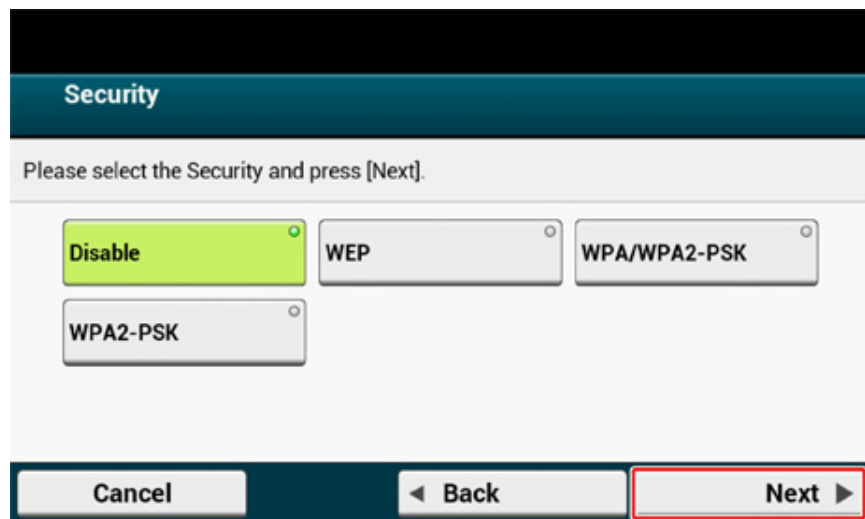 Security
Please select the Security and press [Next].
Disable
WEP
WPA/WPA2-PSK
WPA2-PSK
Cancel
Back
Next